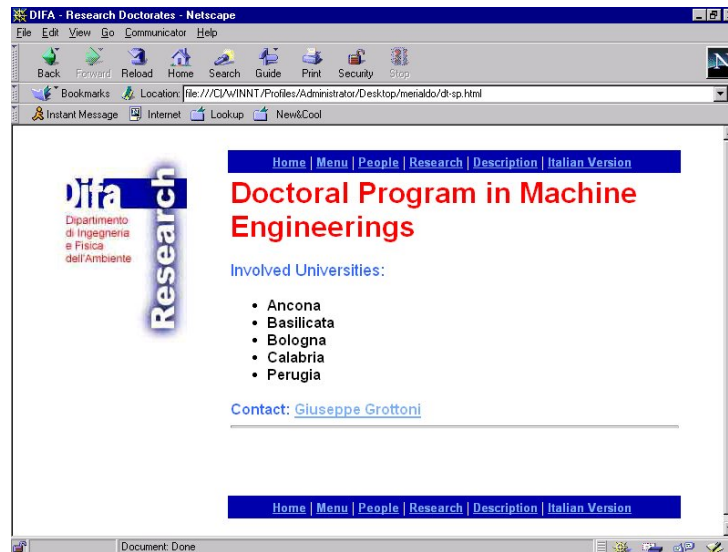 DIFA - Research Doctorates - Netscape
File Edit View Go Communicator Help
Back Forward Reload Home Search Guide Print Security Stop
N
Bookmarks Location: file:///C|/WINNT/Profiles/Administrator/Desktop/merialdo/dt-sp.html
Instant Message Internet Lookup New&Cool
Home | Menu | People | Research | Description | Italian Version
Difa
Dipartimento
di Ingegneria
e Fisica
dell'Ambiente
Research
Doctoral Program in Machine
Engineerings
Involved Universities:
• Ancona
• Basilicata
• Bologna
• Calabria
• Perugia
Contact: Giuseppe Grottoni
Home | Menu | People | Research | Description | Italian Version
Document: Done